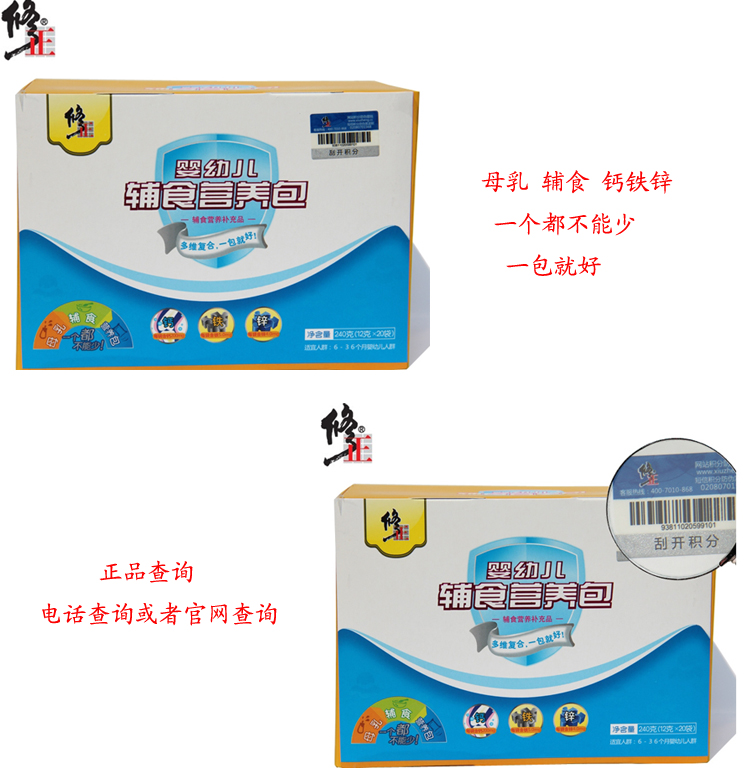 修正®
修正
刮开积分
婴幼儿
辅食营养包
辅食营养补充品
多维复合,一包就好!
母乳 辅食 营养包
一个都不能少!
钙 铁 锌
净含量 240克(12克×20袋)
适宜人群:6-36个月婴幼儿人群
母乳 辅食 钙铁锌
一个都不能少
一包就好
修正®
客服热线:400-7010-868
02080701
93811020599101
刮开积分
正品查询
电话查询或者官网查询
修正
婴幼儿
辅食营养包
辅食营养补充品
多维复合,一包就好!
母乳 辅食 营养包
一个都不能少!
钙 铁 锌
净含量 240克(12克×20袋)
适宜人群:6-36个月婴幼儿人群